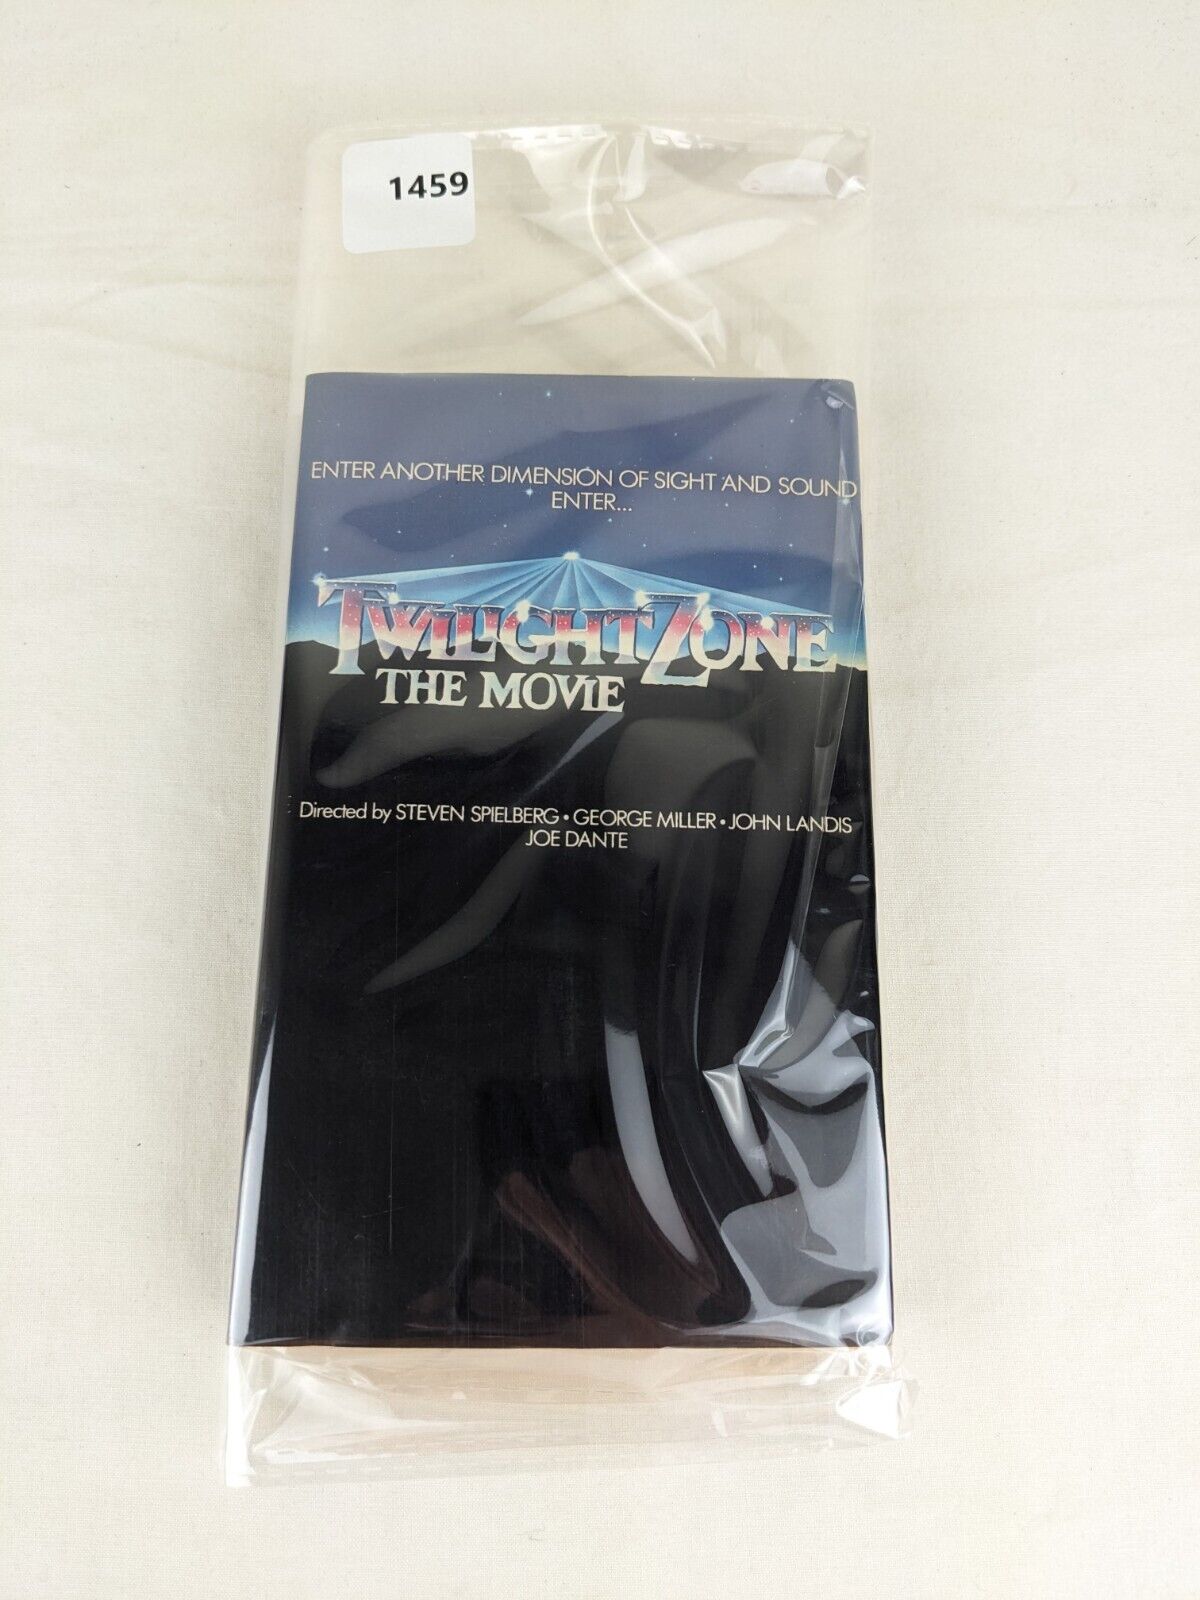 1459
ENTER ANOTHER DIMENSION OF SIGHT AND SOUND
ENTER...
TWILIGHT ZONE
THE MOVIE
Directed by STEVEN SPIELBERG • GEORGE MILLER • JOHN LANDIS
JOE DANTE